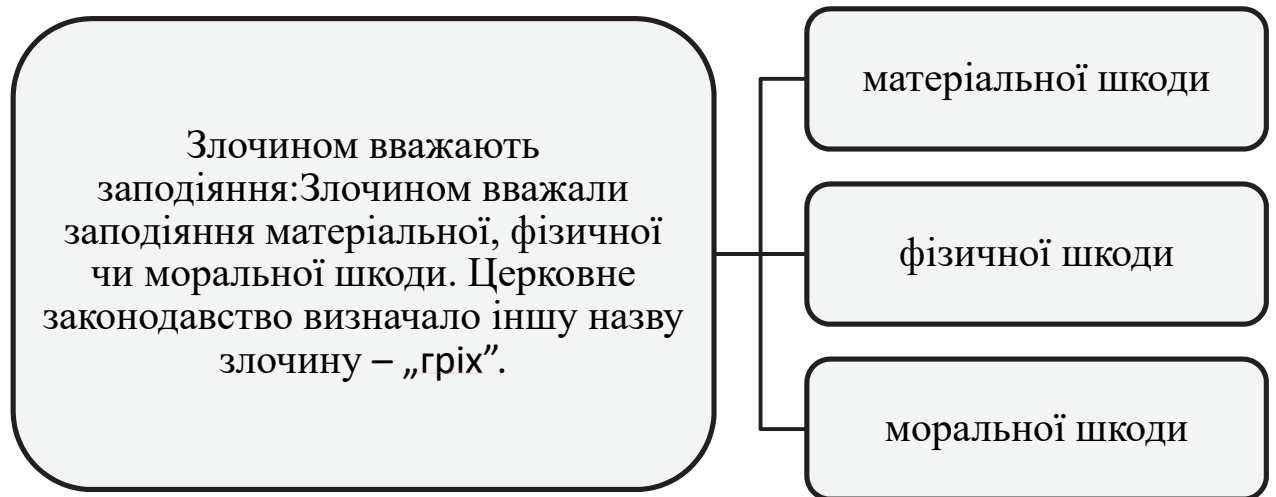 Злочином вважають
заподіяння:Злочином вважали
заподіяння матеріальної, фізичної
чи моральної шкоди. Церковне
законодавство визначало іншу назву
злочину – „гріх”.
матеріальної шкоди
фізичної шкоди
моральної шкоди